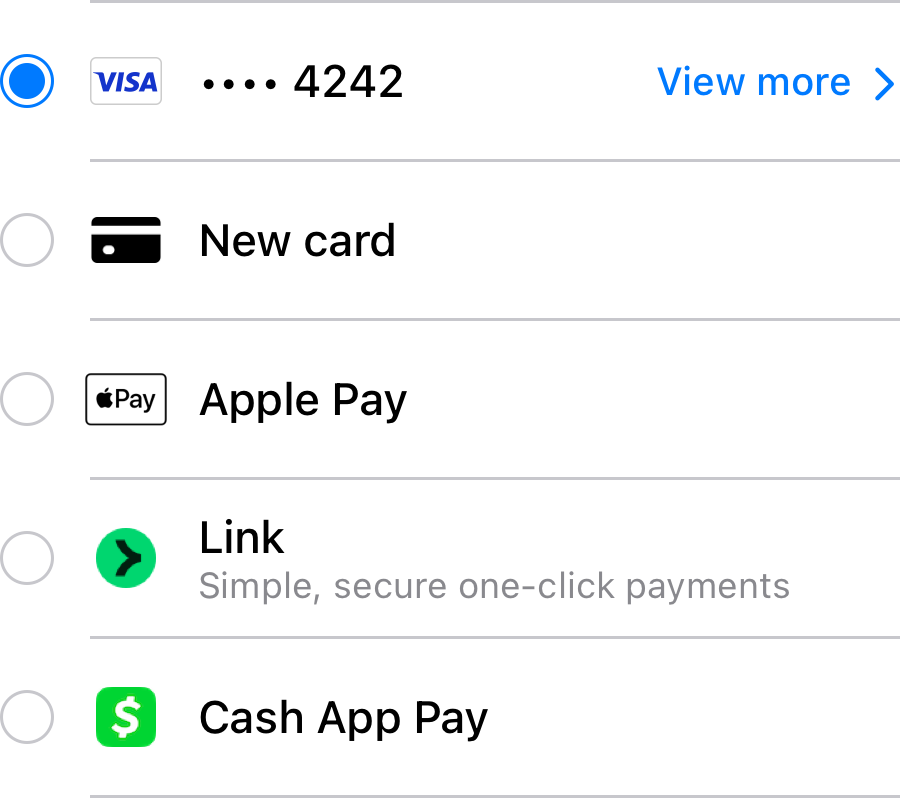 VISA •••• 4242 View more
New card
Pay Apple Pay
Link
Simple, secure one-click payments
$ Cash App Pay